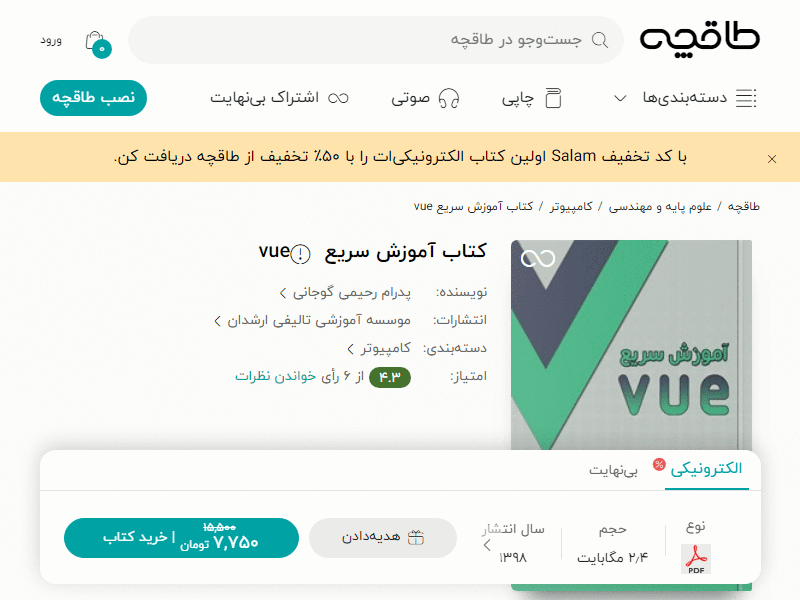 طاقچه
جست‌وجو در طاقچه
۰
ورود
دسته‌بندی‌ها
چاپی
صوتی
اشتراک بی‌نهایت
نصب طاقچه
با کد تخفیف Salam اولین کتاب الکترونیکی‌ات را با ۵۰٪ تخفیف از طاقچه دریافت کن.
طاقچه / علوم پایه و مهندسی / کامپیوتر / کتاب آموزش سریع vue
آموزش سریع
vue
کتاب آموزش سریع vue
نویسنده: پدرام رحیمی گوجانی
انتشارات: موسسه آموزشی تالیفی ارشدان
دسته‌بندی: کامپیوتر
امتیاز: ۴.۳ از ۶ رأی خواندن نظرات
الکترونیکی %
بی‌نهایت
نوع
PDF
حجم
۲٫۴ مگابایت
سال انتشار
۱۳۹۸
هدیه‌دادن
۱۵,۵۰۰
۷,۷۵۰ تومان | خرید کتاب